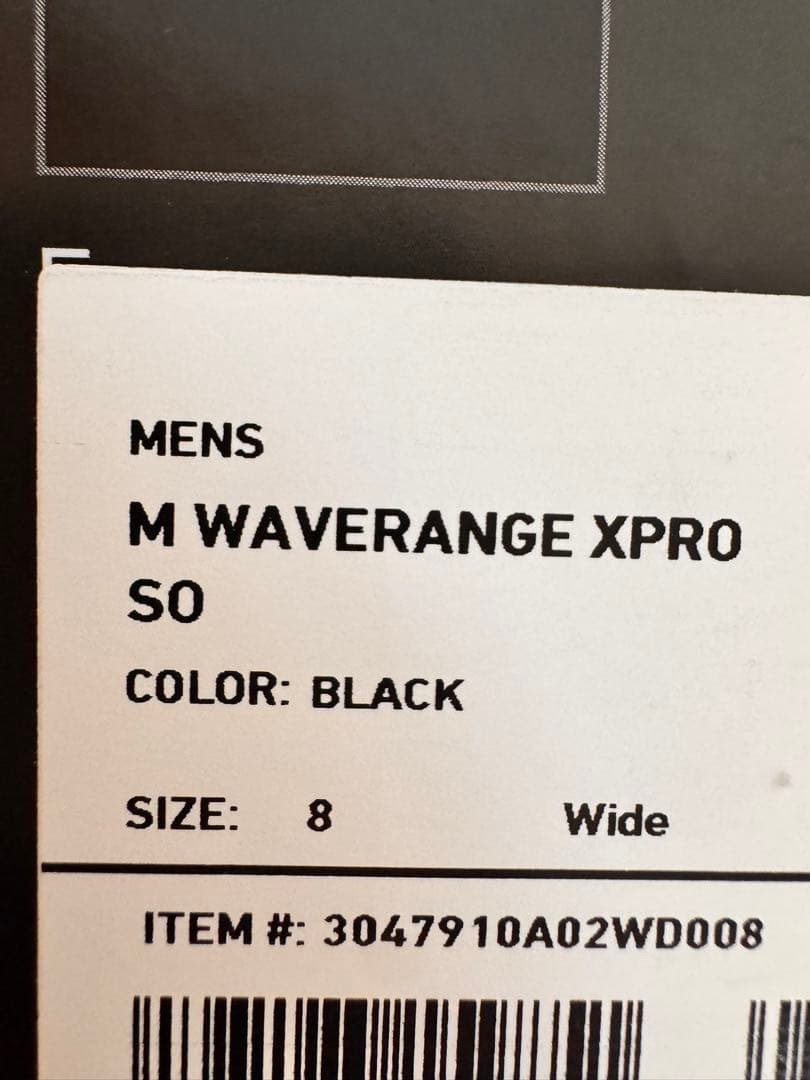 MENS
M WAVERANGE XPRO
SO
COLOR: BLACK
SIZE: 8 Wide
ITEM #: 3047910A02WD008